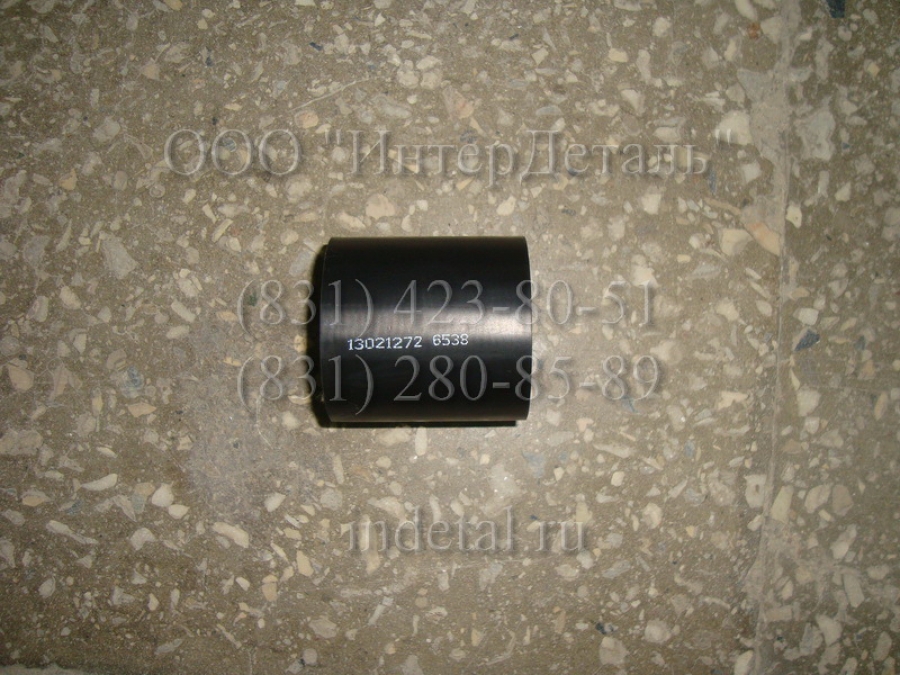 ООО "ИнтерДеталь"
(831) 423-80-51
13021272 6538
(831) 280-85-89
indetal.ru